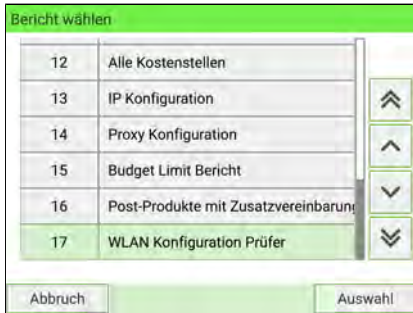 Bericht wählen
12 Alle Kostenstellen
13 IP Konfiguration
14 Proxy Konfiguration
15 Budget Limit Bericht
16 Post-Produkte mit Zusatzvereinbarung
17 WLAN Konfiguration Prüfer
Abbruch Auswahl